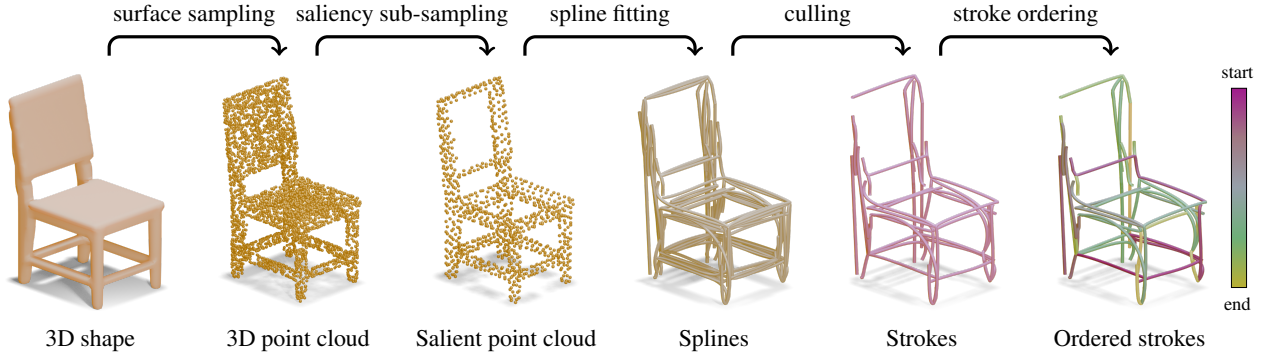 surface sampling
saliency sub-sampling
spline fitting
culling
stroke ordering
start
end
3D shape
3D point cloud
Salient point cloud
Splines
Strokes
Ordered strokes